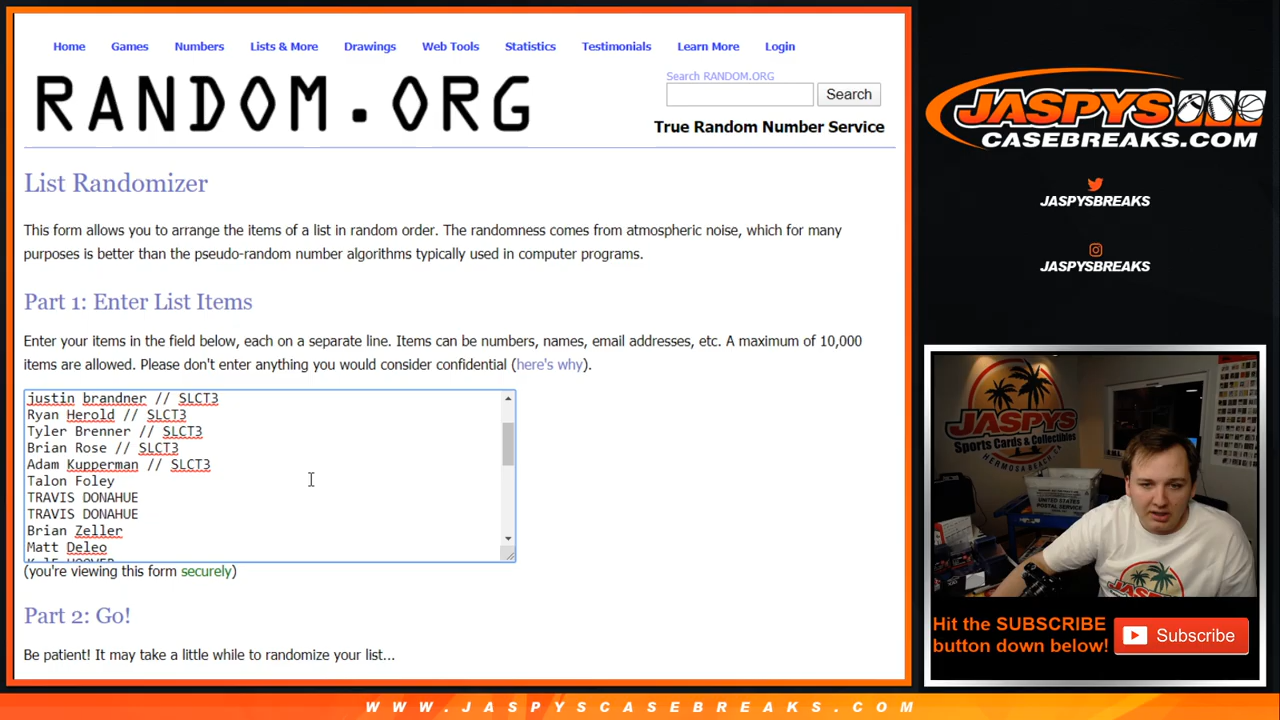 Home Games Numbers Lists & More Drawings Web Tools Statistics Testimonials Learn More Login
RANDOM.ORG
Search RANDOM.ORG
Search
True Random Number Service
List Randomizer
This form allows you to arrange the items of a list in random order. The randomness comes from atmospheric noise, which for many
purposes is better than the pseudo-random number algorithms typically used in computer programs.
Part 1: Enter List Items
Enter your items in the field below, each on a separate line. Items can be numbers, names, email addresses, etc. A maximum of 10,000
items are allowed. Please don't enter anything you would consider confidential (here's why).
justin brandner // SLCT3
Ryan Herold // SLCT3
Tyler Brenner // SLCT3
Brian Rose // SLCT3
Adam Kupperman // SLCT3
Talon Foley
TRAVIS DONAHUE
TRAVIS DONAHUE
Brian Zeller
Matt Deleo
(you're viewing this form securely)
Part 2: Go!
Be patient! It may take a little while to randomize your list...
JASPYS
CASEBREAKS.COM
JASPYSBREAKS
JASPYSBREAKS
JASPYS
Sports Cards & Collectibles
HERMOSA BEACH, CA
UNITED STATES
POSTAL SERVICE
JASPYS
Hit the SUBSCRIBE
button down below!
Subscribe
WWW.JASPYSCASEBREAKS.COM